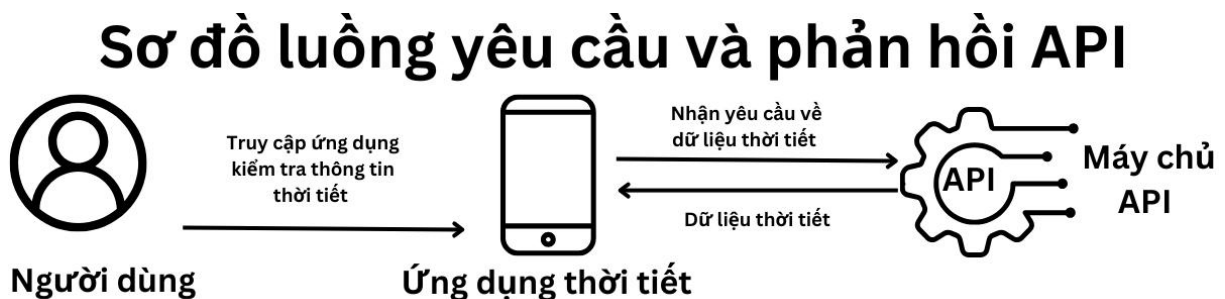 Sơ đồ luồng yêu cầu và phản hồi API
Truy cập ứng dụng
kiểm tra thông tin
thời tiết
Nhận yêu cầu về
dữ liệu thời tiết
Dữ liệu thời tiết
API
Máy chủ
API
Người dùng
Ứng dụng thời tiết